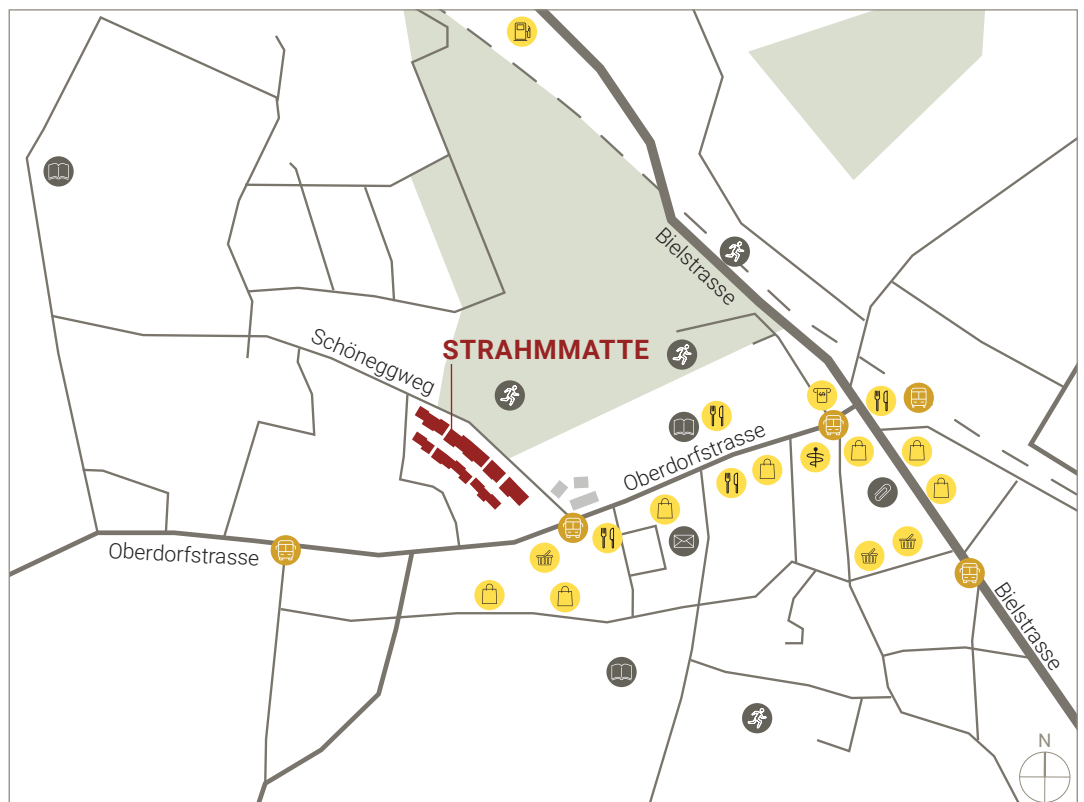 Bielstrasse
Schöneggweg
STRAHMMATTE
Oberdorfstrasse
Oberdorfstrasse
Bielstrasse
N